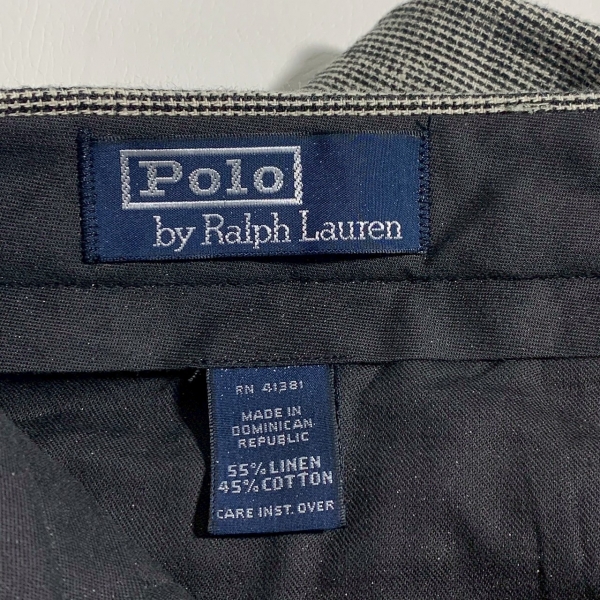 Polo
by Ralph Lauren
RN 41381
MADE IN
DOMINICAN
REPUBLIC
55% LINEN
45% COTTON
CARE INST. OVER